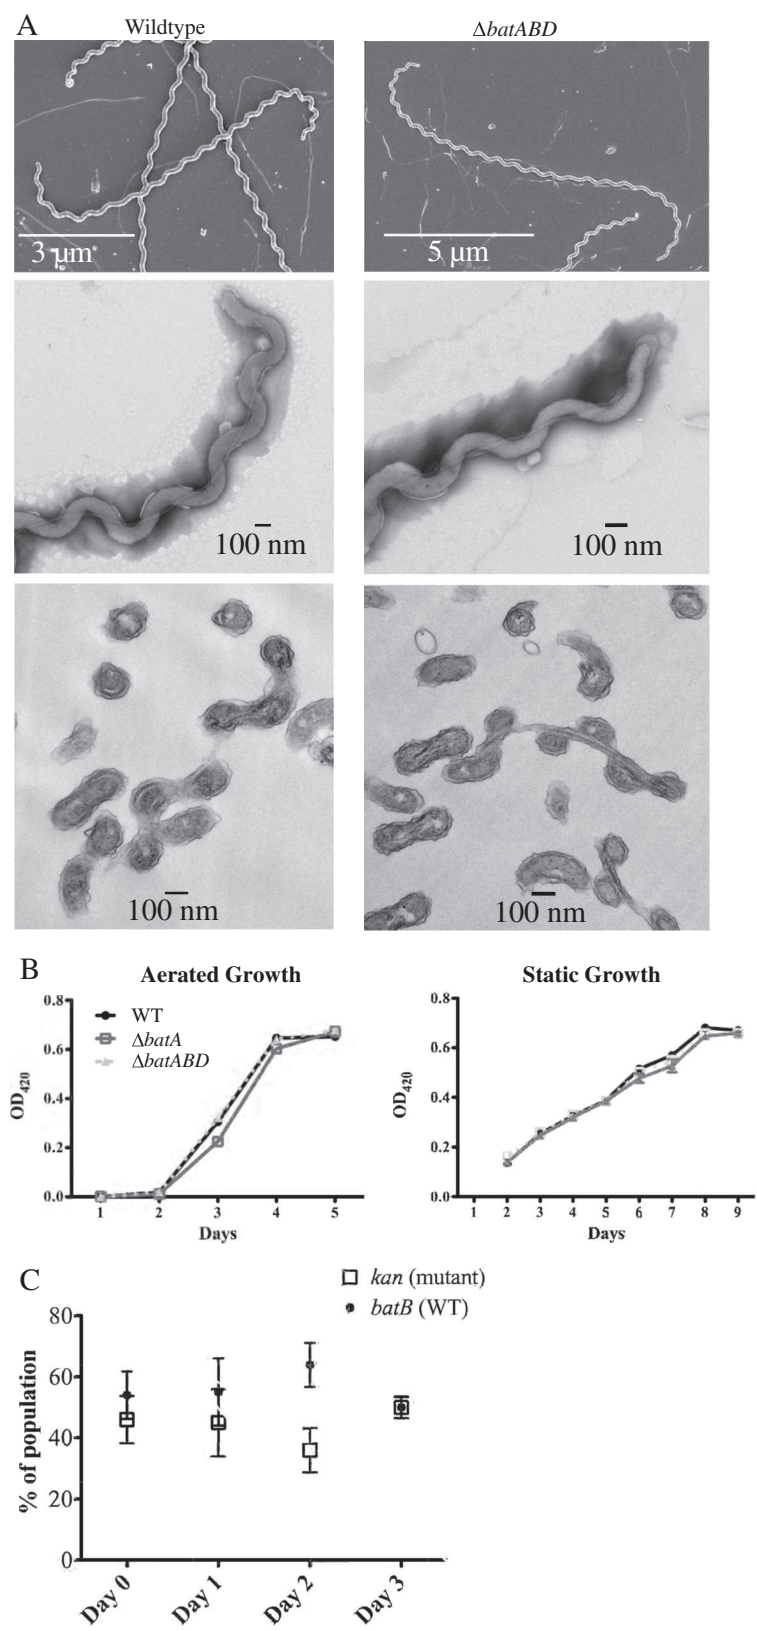 A
Wildtype
ΔbatABD
3 µm
5 µm
100 nm
100 nm
100 nm
100 nm
B
Aerated Growth
Static Growth
WT
ΔbatA
ΔbatABD
OD420
0.8
0.6
0.4
0.2
0.0
1 2 3 4 5
Days
OD420
0.8
0.6
0.4
0.2
0.0
1 2 3 4 5 6 7 8 9
Days
C
kan (mutant)
batB (WT)
% of population
80
60
40
20
0
Day 0 Day 1 Day 2 Day 3